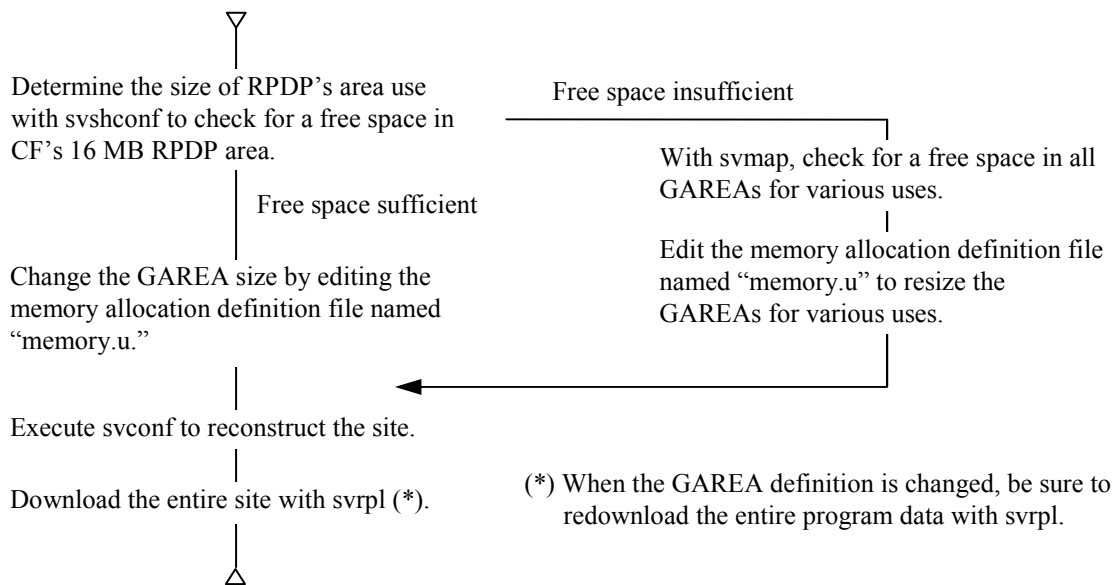 Determine the size of RPDP's area use
with svshconf to check for a free space in
CF's 16 MB RPDP area.
Free space insufficient
With svmap, check for a free space in all
GAREAs for various uses.
Free space sufficient
Edit the memory allocation definition file
named “memory.u” to resize the
GAREAs for various uses.
Change the GAREA size by editing the
memory allocation definition file named
“memory.u.”
Execute svconf to reconstruct the site.
Download the entire site with svrpl (*).
(*) When the GAREA definition is changed, be sure to
redownload the entire program data with svrpl.